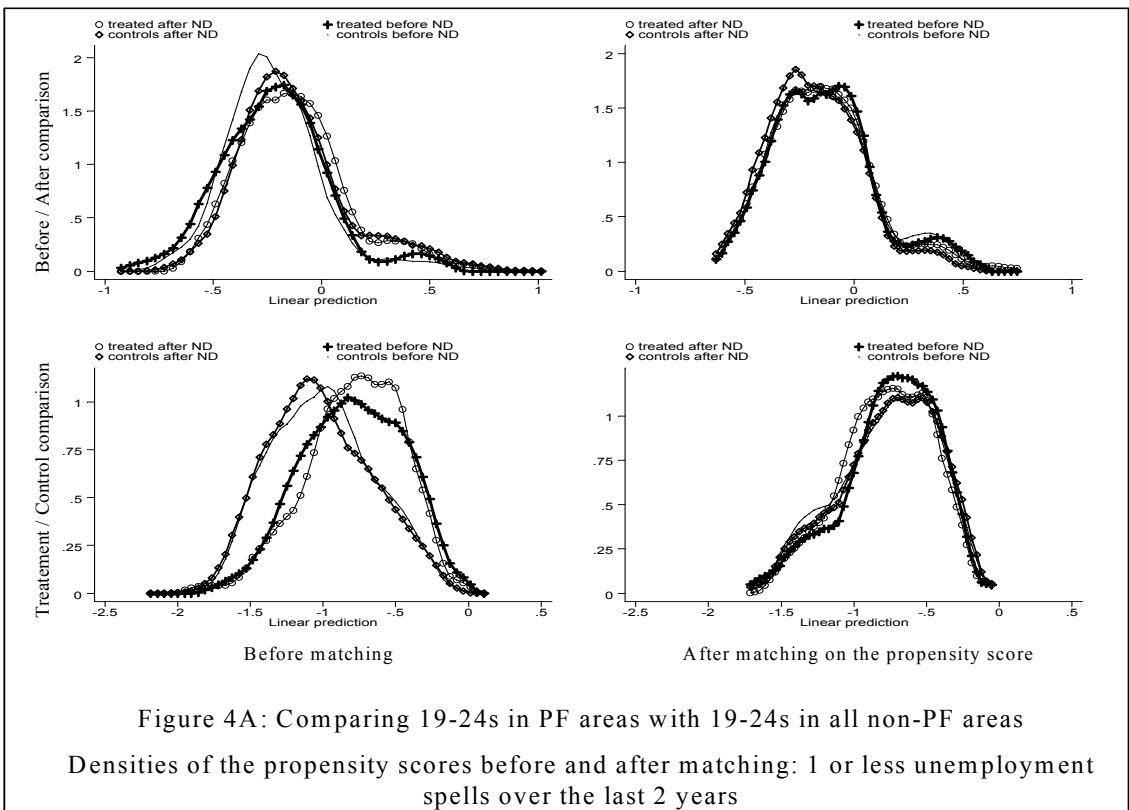 treated after ND treated before ND
controls after ND controls before ND
treated after ND treated before ND
controls after ND controls before ND
Before / After comparison
2
1.5
1
.5
0
-1 -.5 0 .5 1
Linear prediction
2
1.5
1
.5
0
-1 -.5 0 .5 1
Linear prediction
treated after ND treated before ND
controls after ND controls before ND
treated after ND treated before ND
controls after ND controls before ND
Treatement / Control comparison
1
.75
.5
.25
0
-2.5 -2 -1.5 -1 -.5 0 .5
Linear prediction
1
.75
.5
.25
0
-2 -1 0
Linear prediction
Before matching
After matching on the propensity score
Figure 4A: Comparing 19-24s in PF areas with 19-24s in all non-PF areas
Densities of the propensity scores before and after matching: 1 or less unemployment
spells over the last 2 years